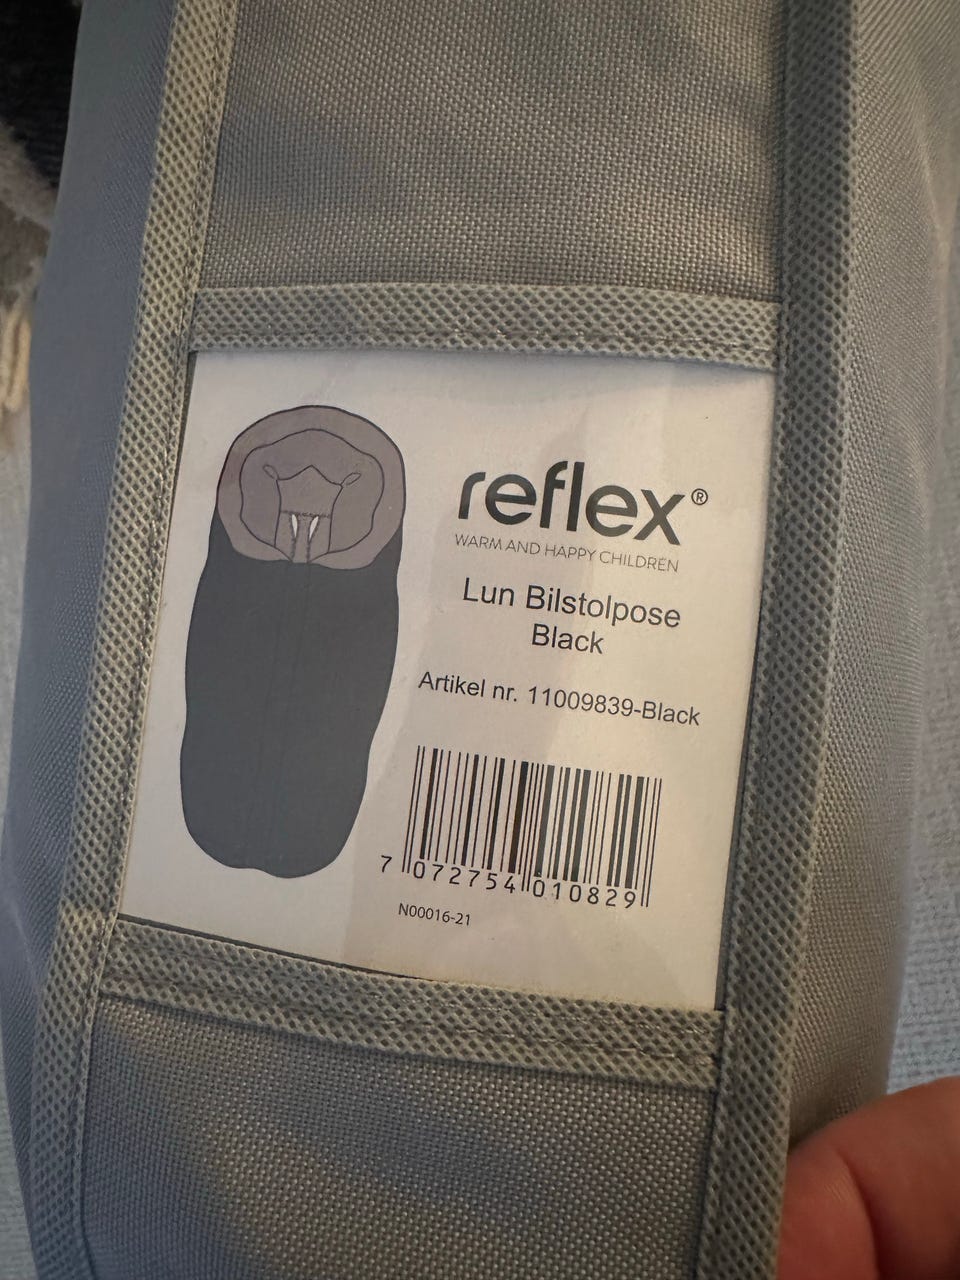 reflex®
WARM AND HAPPY CHILDREN
Lun Bilstolpose
Black
Artikel nr. 11009839-Black
7 072754 010829
N00016-21